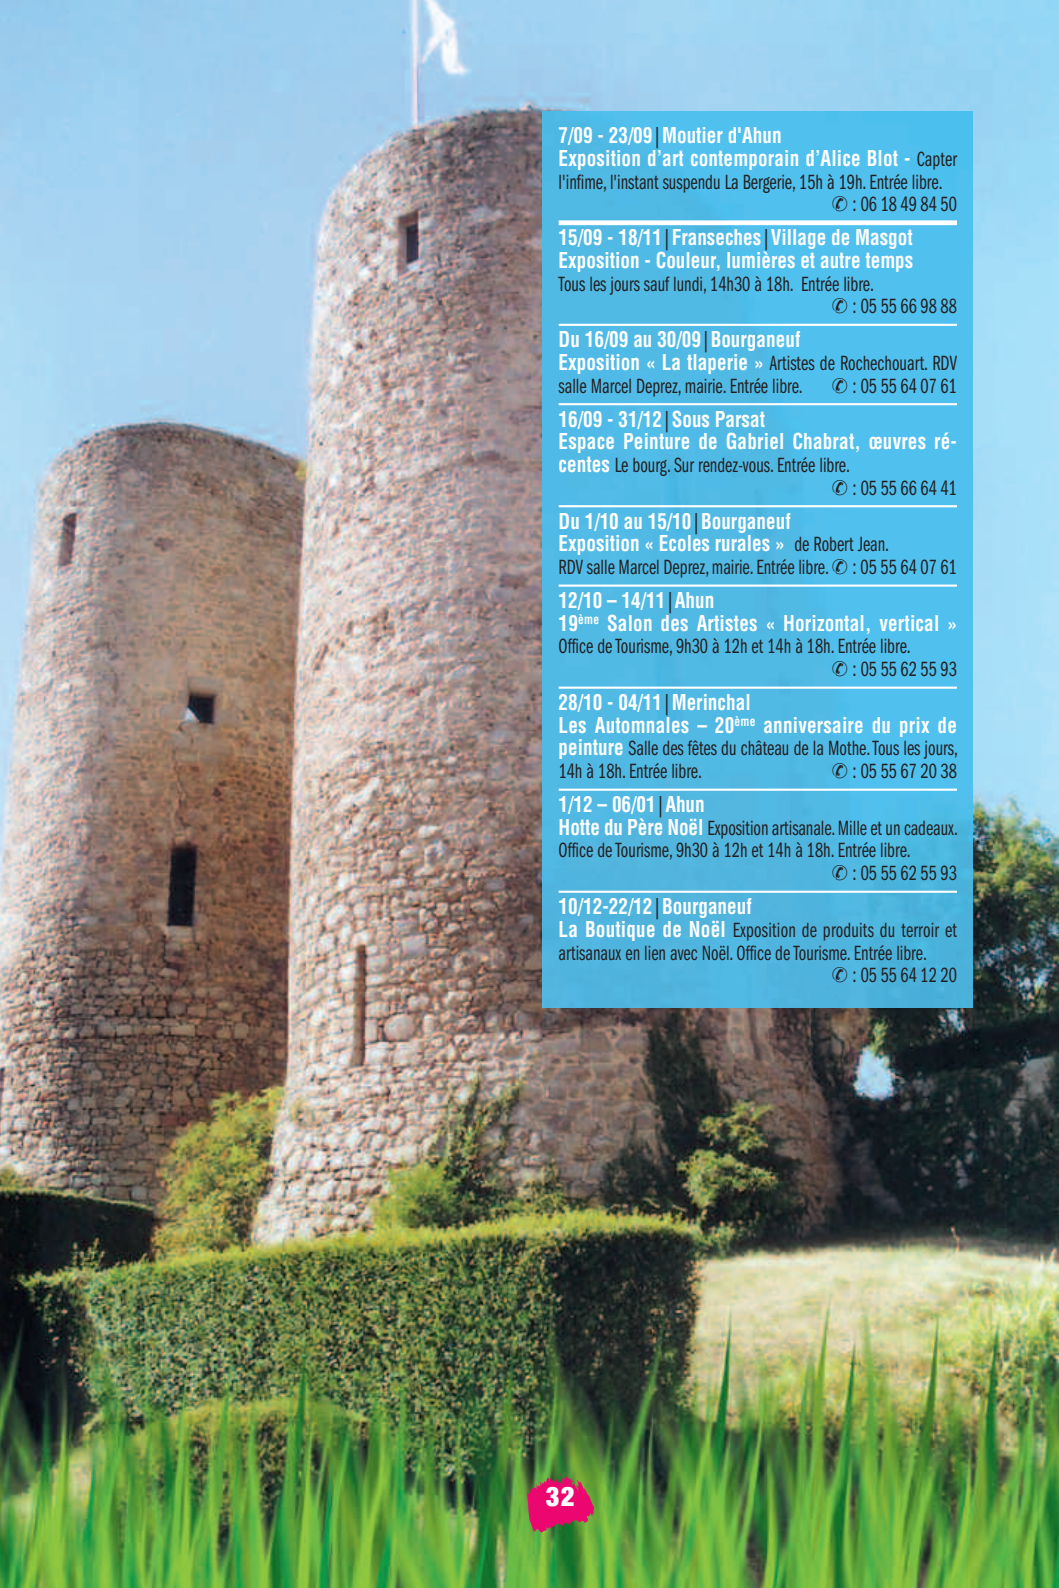 7/09 - 23/09|Moutier d'Ahun
Exposition d’art contemporain d’Alice Blot - Capter
l'infime, l'instant suspendu La Bergerie, 15h à 19h. Entrée libre.
✆ : 06 18 49 84 50
15/09 - 18/11|Franseches|Village de Masgot
Exposition - Couleur, lumières et autre temps
Tous les jours sauf lundi, 14h30 à 18h. Entrée libre.
✆ : 05 55 66 98 88
Du 16/09 au 30/09|Bourganeuf
Exposition « La tlaperie » Artistes de Rochechouart. RDV
salle Marcel Deprez, mairie. Entrée libre. ✆ : 05 55 64 07 61
16/09 - 31/12|Sous Parsat
Espace Peinture de Gabriel Chabrat, œuvres ré-
centes Le bourg. Sur rendez-vous. Entrée libre.
✆ : 05 55 66 64 41
Du 1/10 au 15/10|Bourganeuf
Exposition « Ecoles rurales » de Robert Jean.
RDV salle Marcel Deprez, mairie. Entrée libre. ✆ : 05 55 64 07 61
12/10 – 14/11|Ahun
19ème Salon des Artistes « Horizontal, vertical »
Office de Tourisme, 9h30 à 12h et 14h à 18h. Entrée libre.
✆ : 05 55 62 55 93
28/10 - 04/11|Merinchal
Les Automnales – 20ème anniversaire du prix de
peinture Salle des fêtes du château de la Mothe. Tous les jours,
14h à 18h. Entrée libre. ✆ : 05 55 67 20 38
1/12 – 06/01|Ahun
Hotte du Père Noël Exposition artisanale. Mille et un cadeaux.
Office de Tourisme, 9h30 à 12h et 14h à 18h. Entrée libre.
✆ : 05 55 62 55 93
10/12-22/12|Bourganeuf
La Boutique de Noël Exposition de produits du terroir et
artisanaux en lien avec Noël. Office de Tourisme. Entrée libre.
✆ : 05 55 64 12 20
32